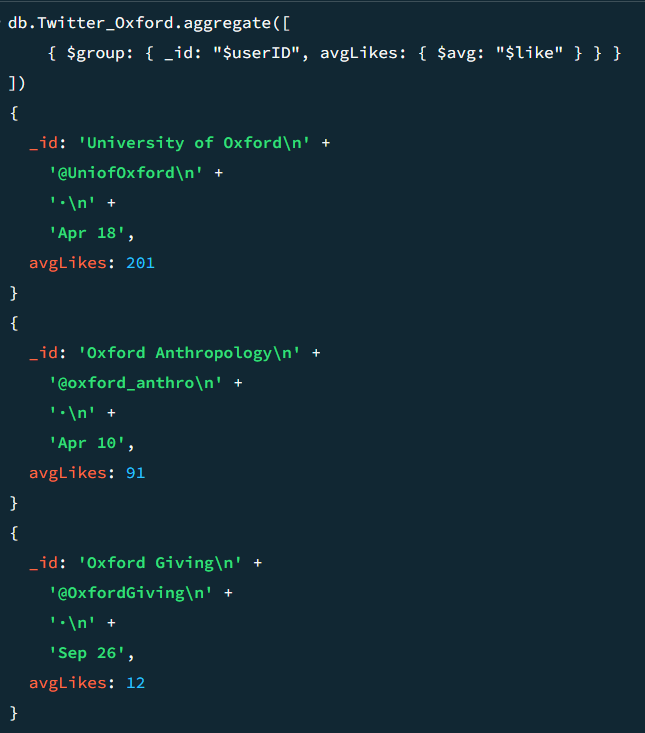 db.Twitter_Oxford.aggregate([
    { $group: { _id: "$userID", avgLikes: { $avg: "$like" } } }
])
{
  _id: 'University of Oxford\n' +
    '@UniofOxford\n' +
    '·\n' +
    'Apr 18',
  avgLikes: 201
}
{
  _id: 'Oxford Anthropology\n' +
    '@oxford_anthro\n' +
    '·\n' +
    'Apr 10',
  avgLikes: 91
}
{
  _id: 'Oxford Giving\n' +
    '@OxfordGiving\n' +
    '·\n' +
    'Sep 26',
  avgLikes: 12
}